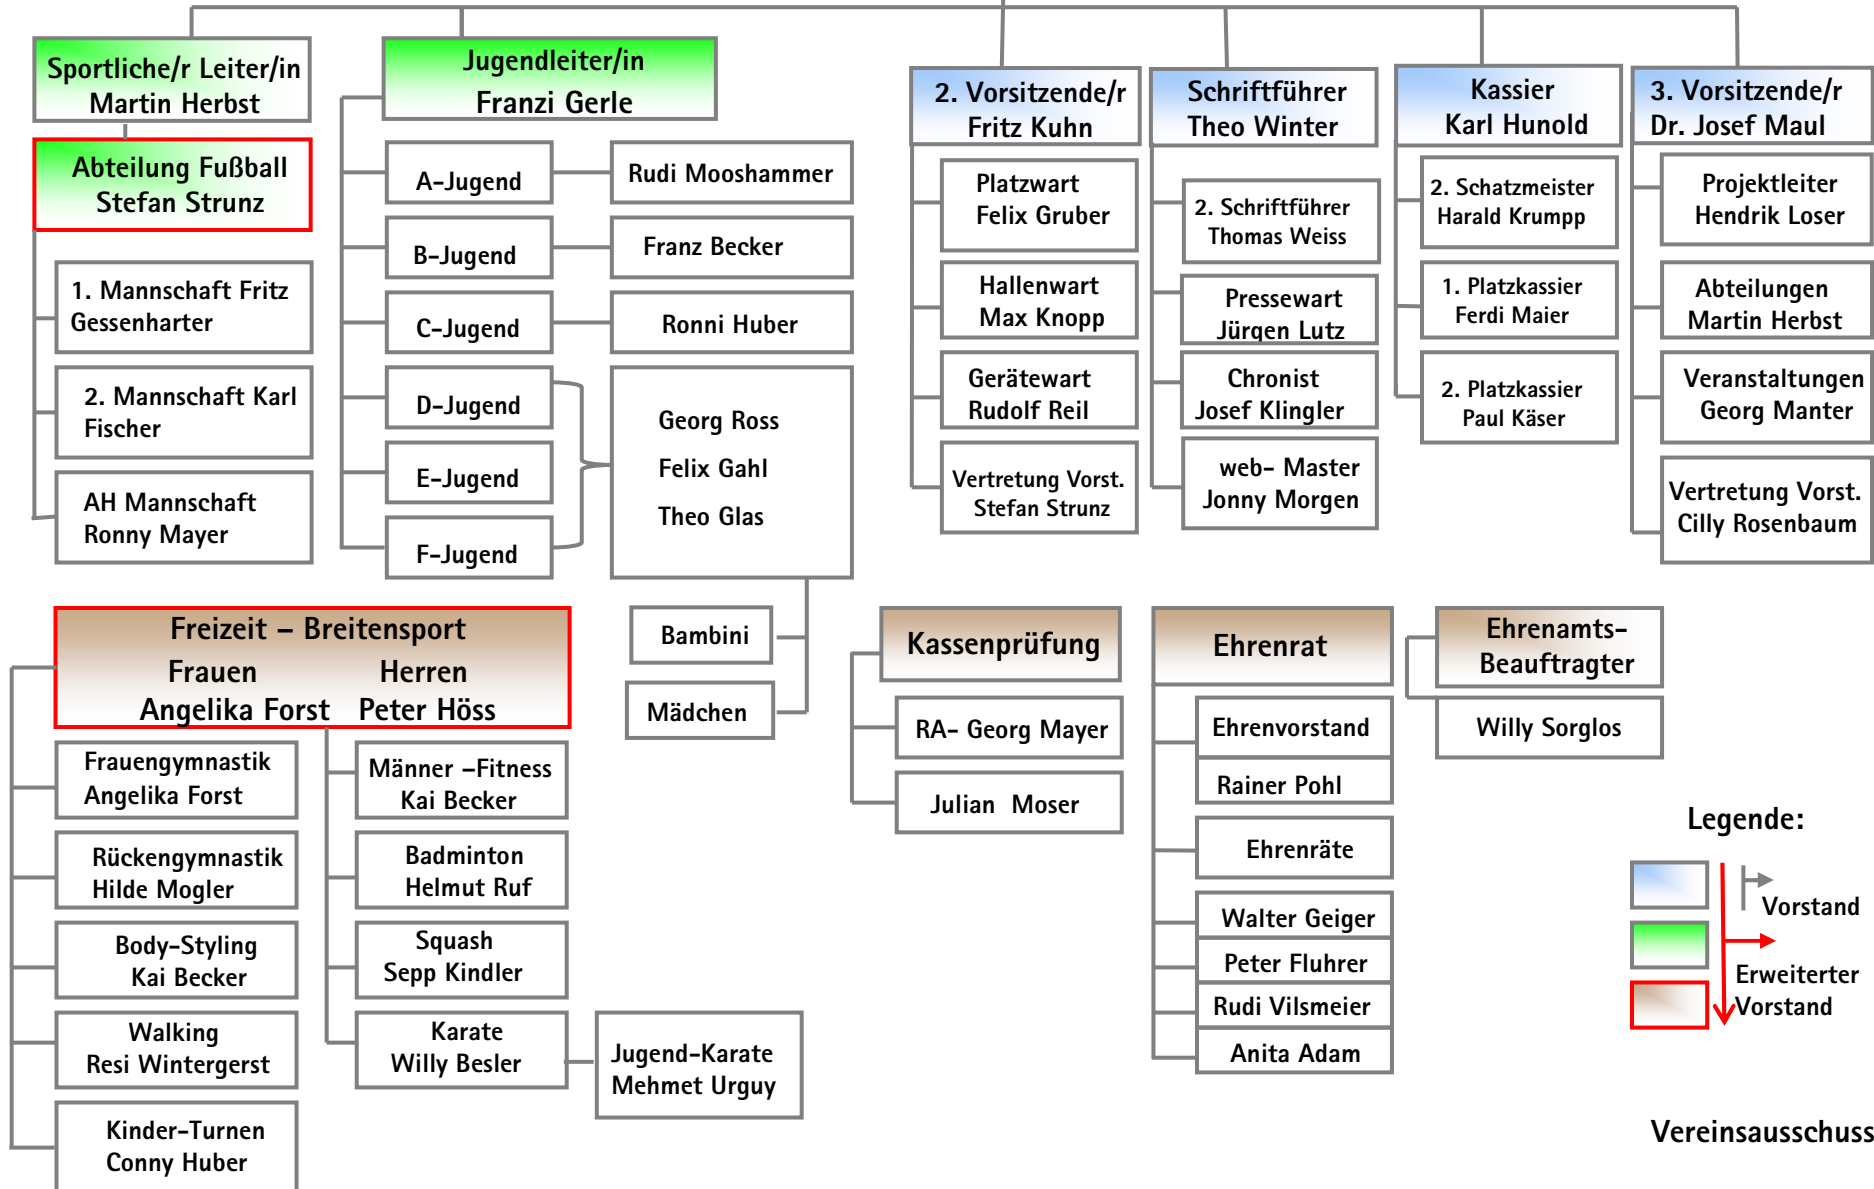 Sportliche/r Leiter/in
Martin Herbst
Abteilung Fußball
Stefan Strunz
1. Mannschaft Fritz
Gessenharter
2. Mannschaft Karl
Fischer
AH Mannschaft
Ronny Mayer
Jugendleiter/in
Franzi Gerle
A-Jugend
Rudi Mooshammer
B-Jugend
Franz Becker
C-Jugend
Ronni Huber
D-Jugend
E-Jugend
F-Jugend
Georg Ross
Felix Gahl
Theo Glas
Bambini
Mädchen
2. Vorsitzende/r
Fritz Kuhn
Platzwart
Felix Gruber
Hallenwart
Max Knopp
Gerätewart
Rudolf Reil
Vertretung Vorst.
Stefan Strunz
Schriftführer
Theo Winter
2. Schriftführer
Thomas Weiss
Pressewart
Jürgen Lutz
Chronist
Josef Klingler
web- Master
Jonny Morgen
Kassier
Karl Hunold
2. Schatzmeister
Harald Krumpp
1. Platzkassier
Ferdi Maier
2. Platzkassier
Paul Käser
3. Vorsitzende/r
Dr. Josef Maul
Projektleiter
Hendrik Loser
Abteilungen
Martin Herbst
Veranstaltungen
Georg Manter
Vertretung Vorst.
Cilly Rosenbaum
Freizeit – Breitensport
Frauen Herren
Angelika Forst Peter Höss
Frauengymnastik
Angelika Forst
Rückengymnastik
Hilde Mogler
Body-Styling
Kai Becker
Walking
Resi Wintergerst
Kinder-Turnen
Conny Huber
Männer –Fitness
Kai Becker
Badminton
Helmut Ruf
Squash
Sepp Kindler
Karate
Willy Besler
Jugend-Karate
Mehmet Urguy
Kassenprüfung
RA- Georg Mayer
Julian Moser
Ehrenrat
Ehrenvorstand
Rainer Pohl
Ehrenräte
Walter Geiger
Peter Fluhrer
Rudi Vilsmeier
Anita Adam
Ehrenamts-
Beauftragter
Willy Sorglos
Legende:
Vorstand
Erweiterter
Vorstand
Vereinsausschuss